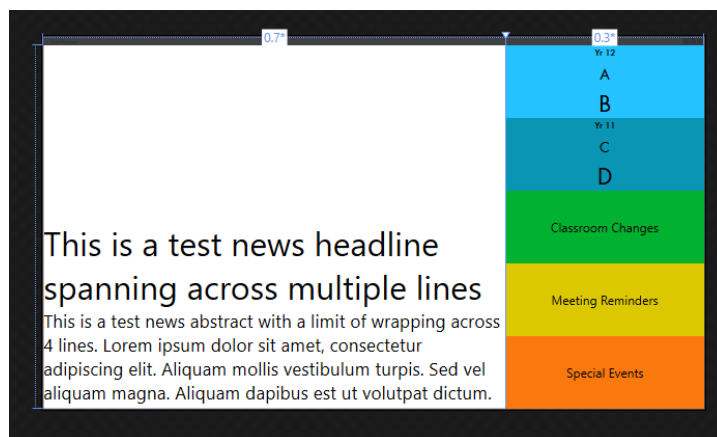 0.7*
0.3*
Yr 12
A
B
Yr 11
C
D
Classroom Changes
Meeting Reminders
Special Events
This is a test news headline
spanning across multiple lines
This is a test news abstract with a limit of wrapping across
4 lines. Lorem ipsum dolor sit amet, consectetur
adipiscing elit. Aliquam mollis vestibulum turpis. Sed vel
aliquam magna. Aliquam dapibus est ut volutpat dictum.